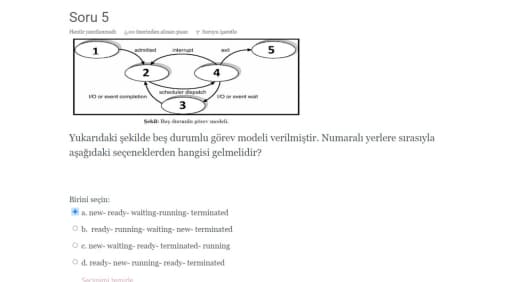 Soru 5
Henüz yanıtlanmadı 4,00 üzerinden alınan puan Soruyu işaretle
1 admitted interrupt exit 5
2 4
I/O or event completion scheduler dispatch I/O or event wait
3
Şekil: Beş durumlu görev modeli.
Yukarıdaki şekilde beş durumlu görev modeli verilmiştir. Numaralı yerlere sırasıyla
aşağıdaki seçeneklerden hangisi gelmelidir?
Birini seçin:
a. new- ready- waiting-running- terminated
b. ready- running- waiting- new- terminated
c. new- waiting- ready- terminated- running
d. ready- new- running- ready- terminated
Seçimimi temizle